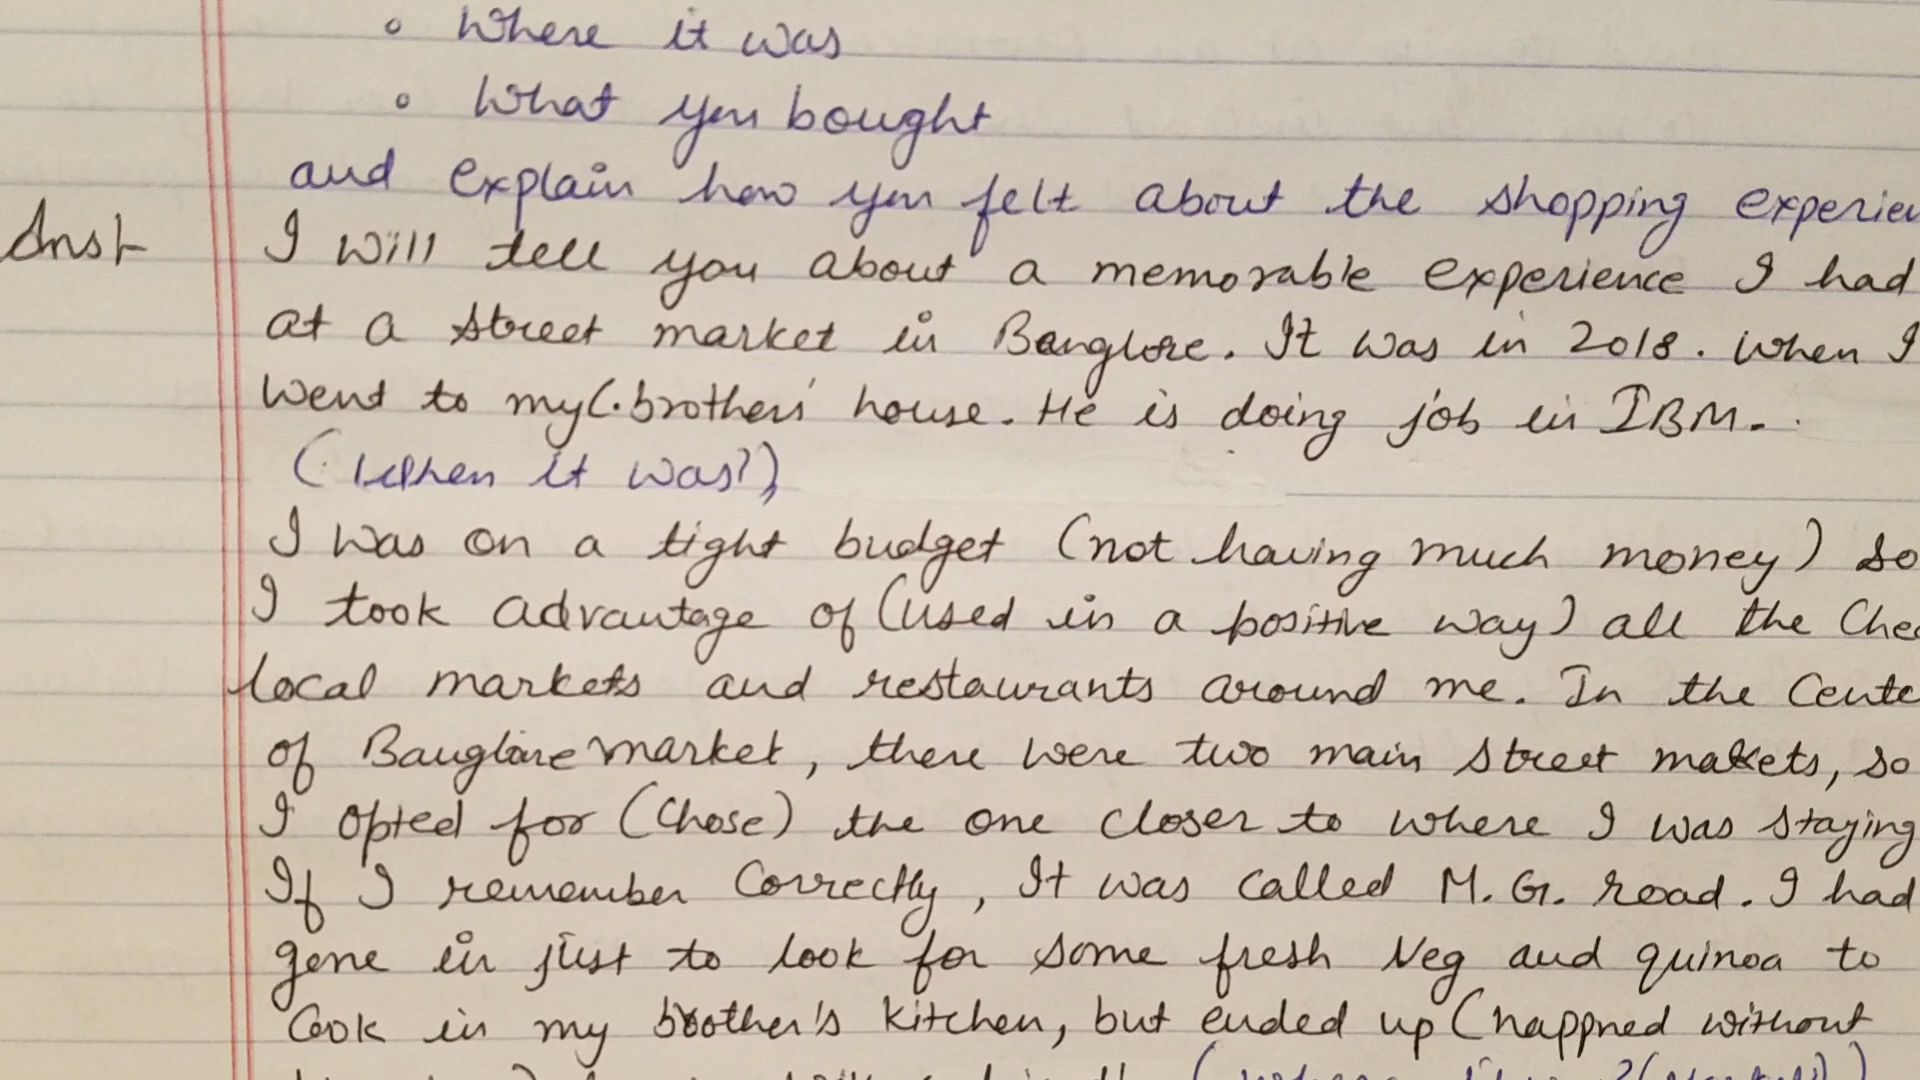 • Where it was
• What you bought
and explain how you felt about the shopping
Ans:- I will tell you about a memorable experience I had
at a street market in Banglore. It was in 2018. When I
went to my brothers' house. He is doing job in IBM.
(When it was?)
I was on a tight budget (not having much money) so
I took advantage of (used in a positive way) all the
local markets and restaurants around me. In the
of Banglore market, there were two main street makets, so
I opted for (Chose) the one closer to where I was staying
If I remember Correctly, It was called M. G. road. I had
gone in just to look for some fresh Veg and quinoa to
Cook in my brother's kitchen, but ended up (happned without